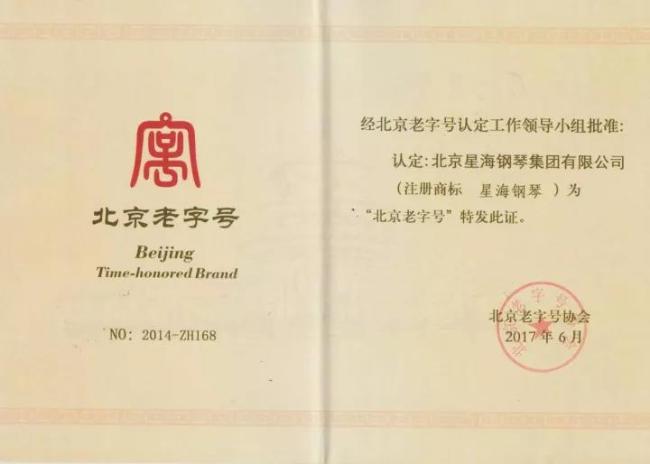 北京老字号
Beijing
Time-honored Brand
NO: 2014-ZH168
经北京老字号认定工作领导小组批准:
认定:北京星海钢琴集团有限公司
(注册商标 星海钢琴 )为
“北京老字号”特发此证。
北京老字号协会
2017年6月